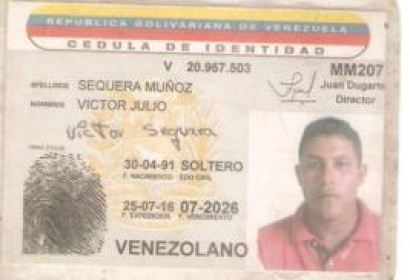 REPUBLICA BOLIVARIANA DE VENEZUELA
CEDULA DE IDENTIDAD
V 20.967.503
MM207
APELLIDOS SEQUERA MUÑOZ
Juan Dugarte
NOMBRES VICTOR JULIO
Director
Victor Sequera
30-04-91 SOLTERO
F. NACIMIENTO EDO CIVIL
25-07-16 07-2026
F. EXPEDICION F. VENCIMIENTO
VENEZOLANO